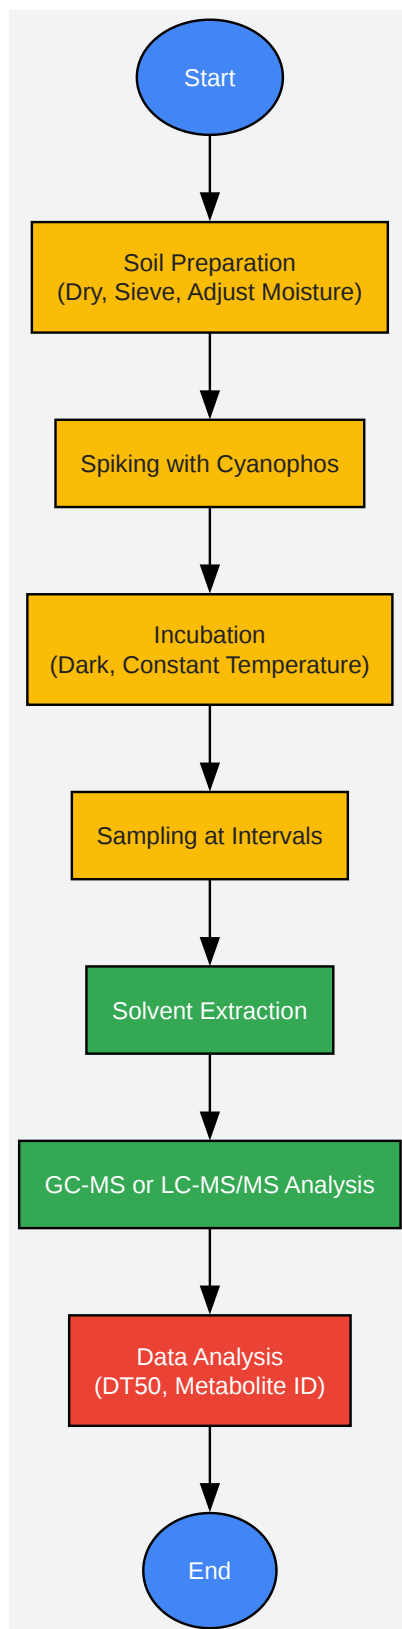 Start
Soil Preparation
(Dry, Sieve, Adjust Moisture)
Spiking with Cyanophos
Incubation
(Dark, Constant Temperature)
Sampling at Intervals
Solvent Extraction
GC-MS or LC-MS/MS Analysis
Data Analysis
(DT50, Metabolite ID)
End